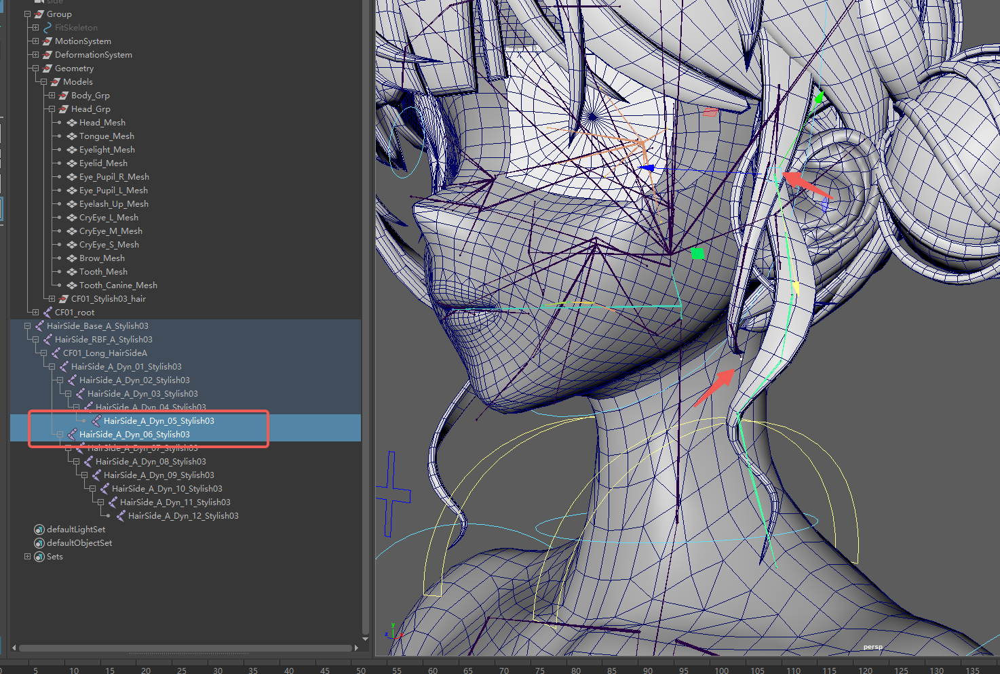 side
Group
FitSkeleton
MotionSystem
DeformationSystem
Geometry
Models
Body_Grp
Head_Grp
Head_Mesh
Tongue_Mesh
Eyelight_Mesh
Eyelid_Mesh
Eye_Pupil_R_Mesh
Eye_Pupil_L_Mesh
Eyelash_Up_Mesh
CryEye_L_Mesh
CryEye_M_Mesh
CryEye_S_Mesh
Brow_Mesh
Tooth_Mesh
Tooth_Canine_Mesh
CF01_Stylish03_hair
CF01_root
HairSide_Base_A_Stylish03
HairSide_RBF_A_Stylish03
CF01_Long_HairSideA
HairSide_A_Dyn_01_Stylish03
HairSide_A_Dyn_02_Stylish03
HairSide_A_Dyn_03_Stylish03
HairSide_A_Dyn_04_Stylish03
HairSide_A_Dyn_05_Stylish03
HairSide_A_Dyn_06_Stylish03
HairSide_A_Dyn_07_Stylish03
HairSide_A_Dyn_08_Stylish03
HairSide_A_Dyn_09_Stylish03
HairSide_A_Dyn_10_Stylish03
HairSide_A_Dyn_11_Stylish03
HairSide_A_Dyn_12_Stylish03
defaultLightSet
defaultObjectSet
Sets
y
z
x
persp
0 5 10 15 20 25 30 35 40 45 50 55 60 65 70 75 80 85 90 95 100 105 110 115 120 125 130 135